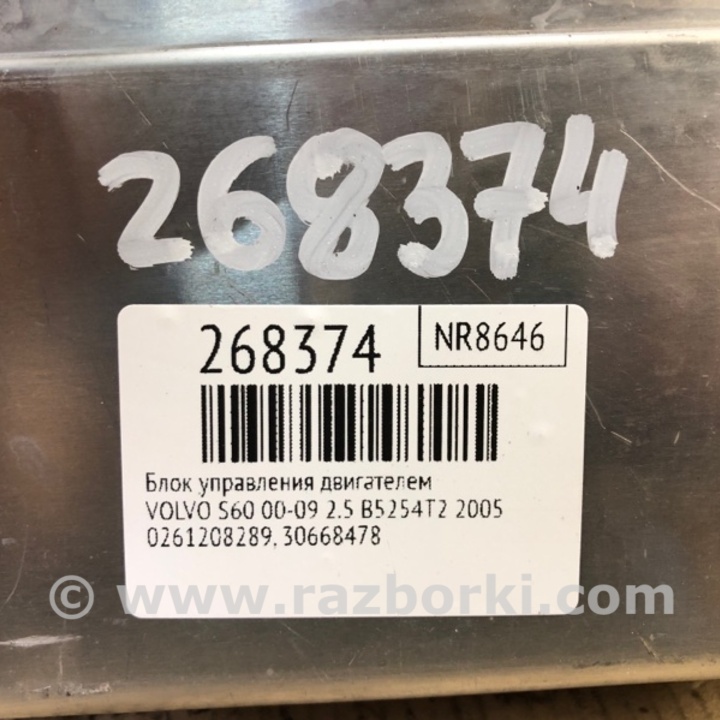 268374
268374
NR8646
Блок управления двигателем
VOLVO S60 00-09 2.5 B5254T2 2005
0261208289, 30668478
© www.razborki.com